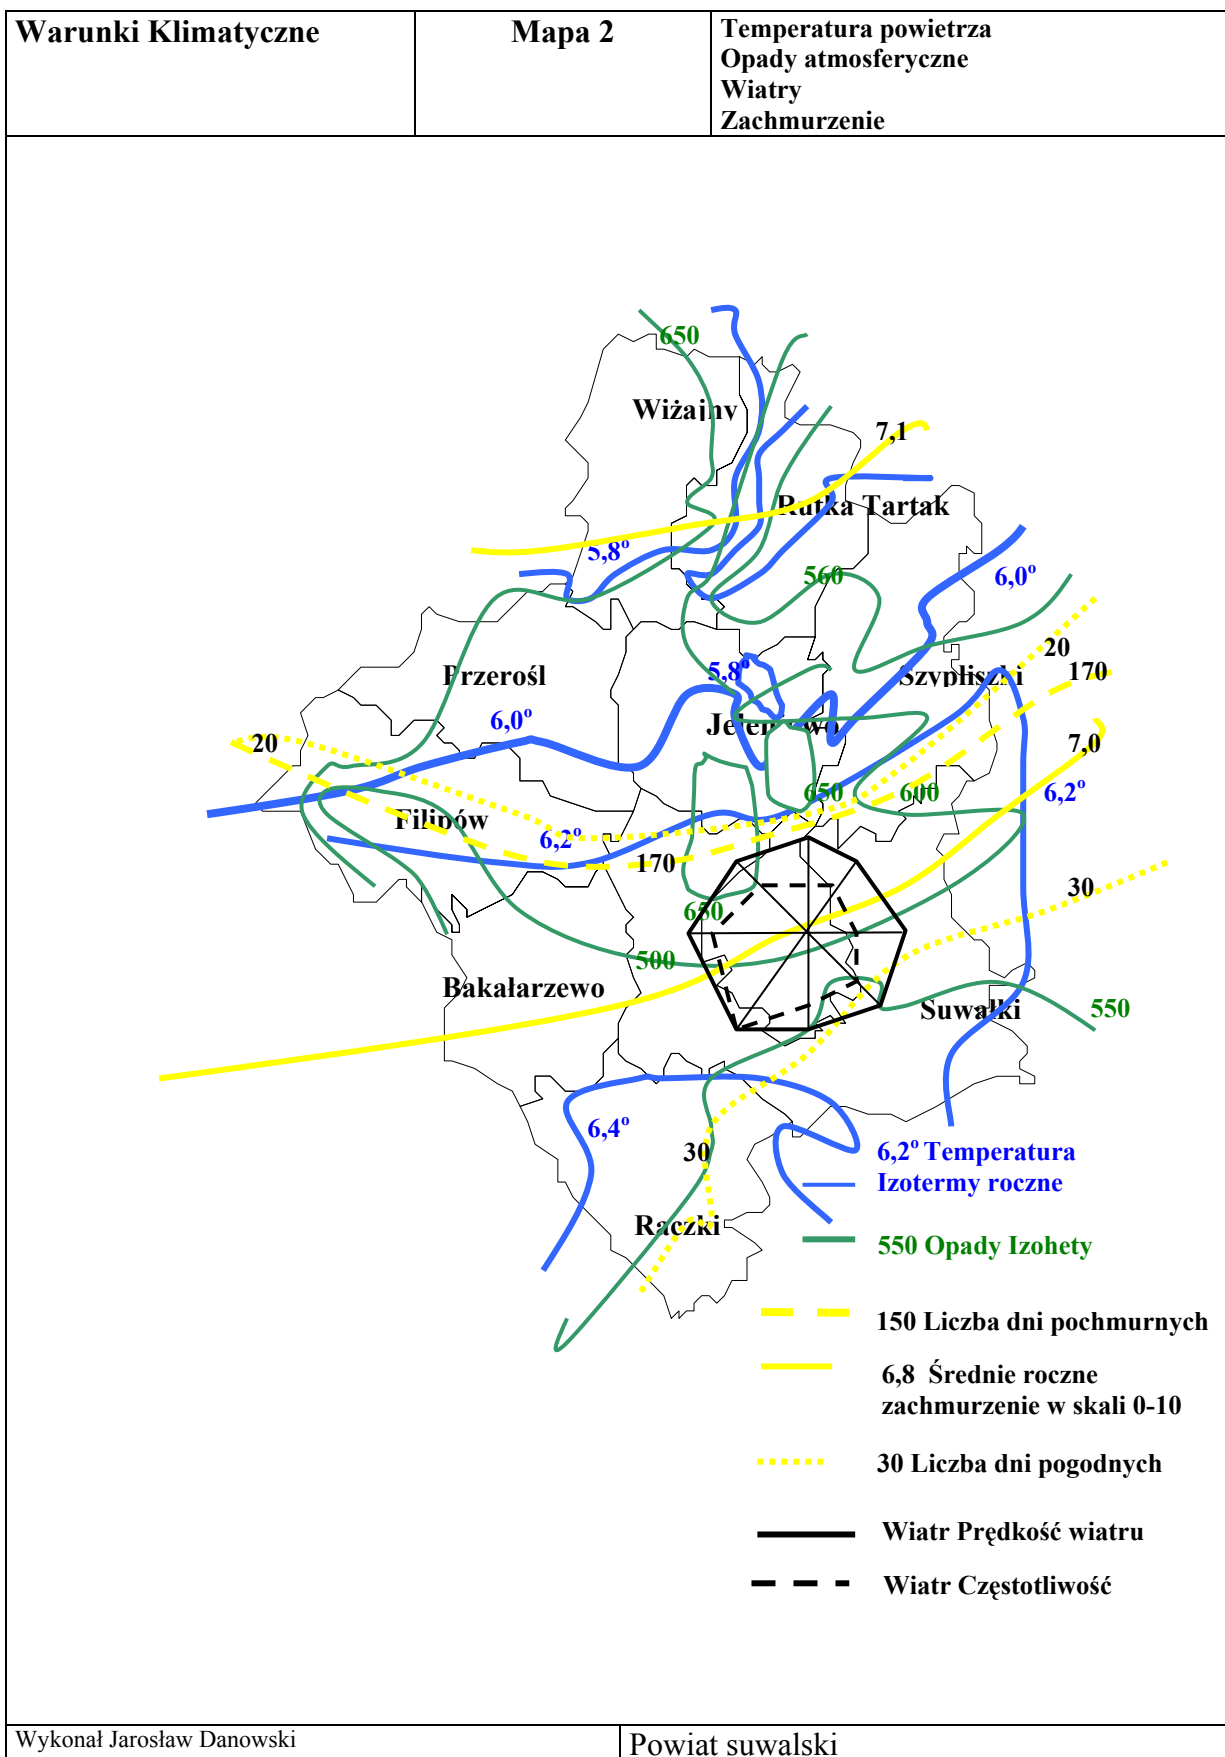 Warunki Klimatyczne
Mapa 2
Temperatura powietrza
Opady atmosferyczne
Wiatry
Zachmurzenie
650
Wiżajny
7,1
Rutka Tartak
5,8°
560
6,0°
20
170
Przerośl
5,8°
Szypliszki
6,0°
Jeleniewo
20
7,0
650
600
6,2°
Filipów
6,2°
170
30
650
500
Bakałarzewo
Suwałki
550
6,4°
30
Raczki
6,2° Temperatura
Izotermy roczne
550 Opady Izohety
150 Liczba dni pochmurnych
6,8 Średnie roczne
zachmurzenie w skali 0-10
30 Liczba dni pogodnych
Wiatr Prędkość wiatru
Wiatr Częstotliwość
Wykonał Jarosław Danowski
Powiat suwalski